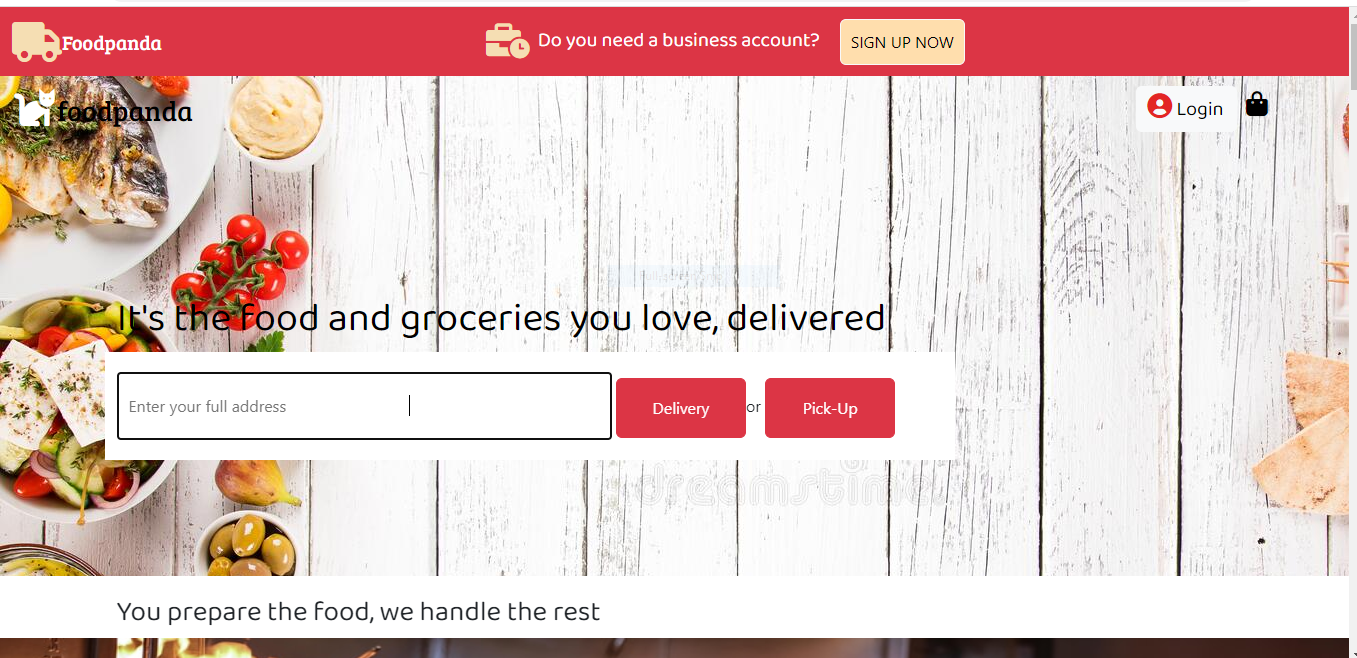 Foodpanda
Do you need a business account?
SIGN UP NOW
foodpanda
Login
It's the food and groceries you love, delivered
Enter your full address
Delivery
or
Pick-Up
dreamstime
You prepare the food, we handle the rest